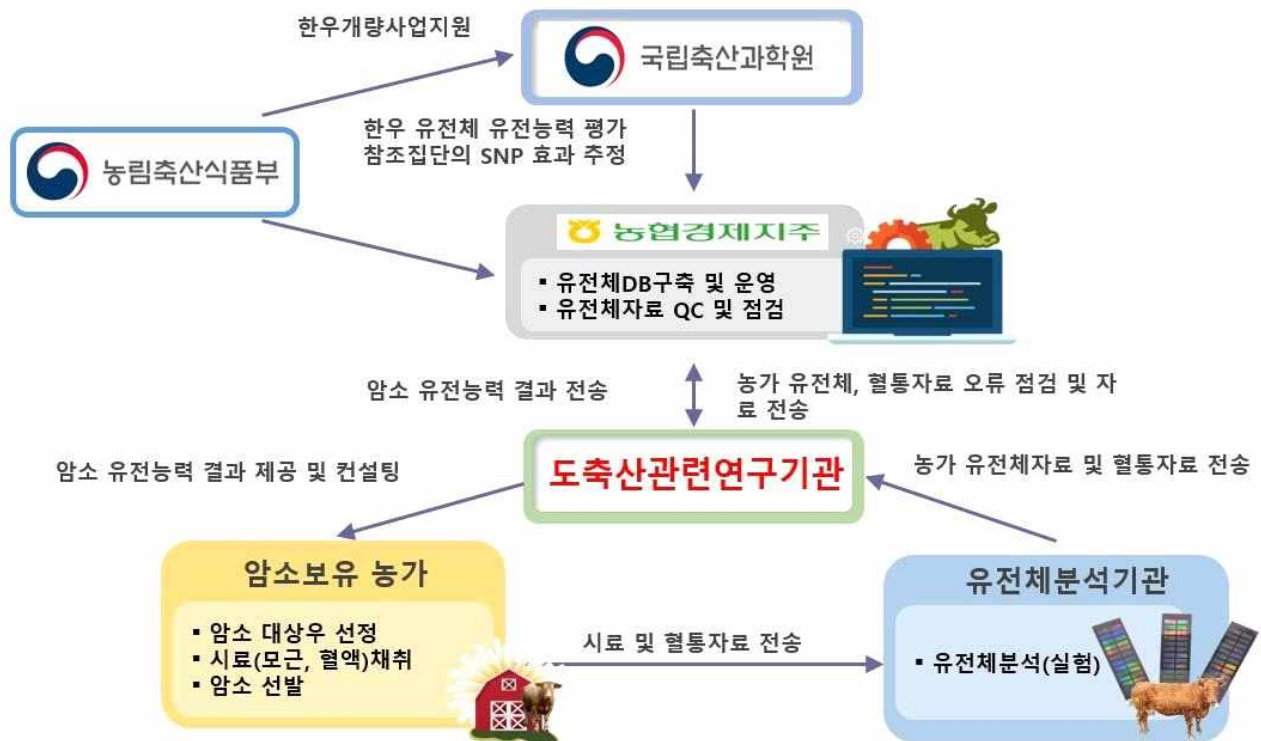 한우개량사업지원
국립축산과학원
한우 유전체 유전능력 평가
참조집단의 SNP 효과 추정
농림축산식품부
농협경제지주
▪ 유전체DB구축 및 운영
▪ 유전체자료 QC 및 점검
암소 유전능력 결과 전송
농가 유전체, 혈통자료 오류 점검 및 자
료 전송
도축산관련연구기관
암소 유전능력 결과 제공 및 컨설팅
농가 유전체자료 및 혈통자료 전송
암소보유 농가
▪ 암소 대상우 선정
▪ 시료(모근, 혈액)채취
▪ 암소 선발
시료 및 혈통자료 전송
유전체분석기관
▪ 유전체분석(실험)